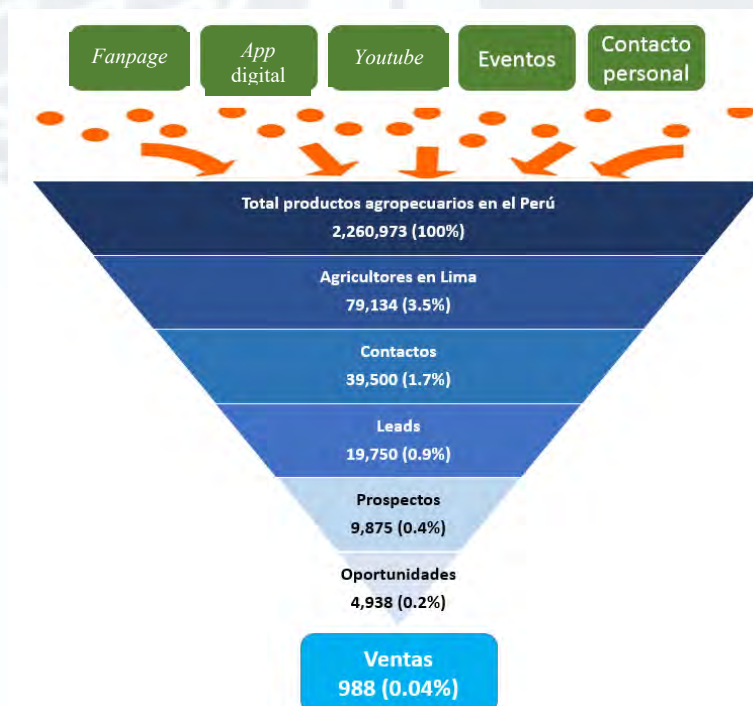 Fanpage
App
digital
Youtube
Eventos
Contacto
personal
Total productos agropecuarios en el Perú
2,260,973 (100%)
Agricultores en Lima
79,134 (3.5%)
Contactos
39,500 (1.7%)
Leads
19,750 (0.9%)
Prospectos
9,875 (0.4%)
Oportunidades
4,938 (0.2%)
Ventas
988 (0.04%)